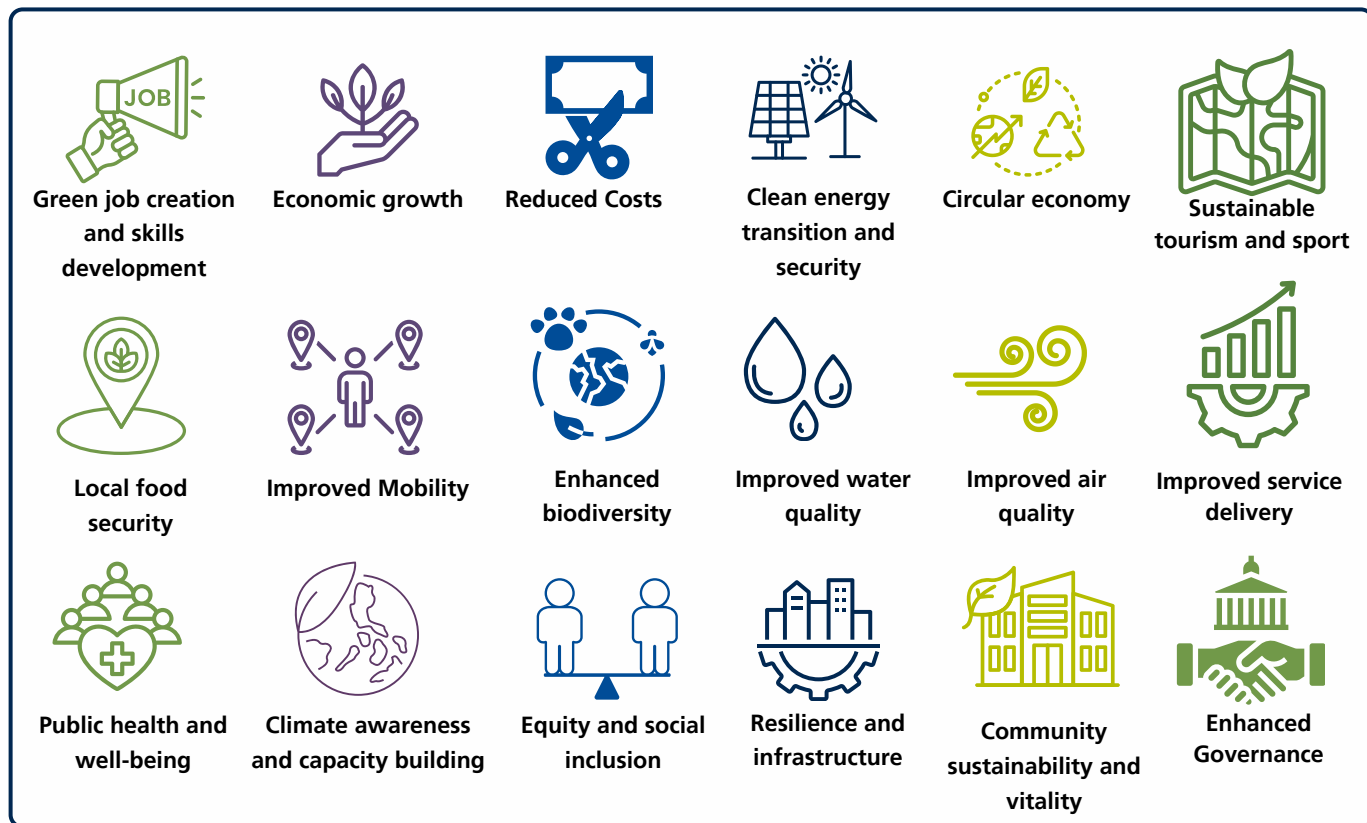 JOB
Green job creation
and skills
development
Economic growth
Reduced Costs
Clean energy
transition and
security
Circular economy
Sustainable
tourism and sport
Local food
security
Improved Mobility
Enhanced
biodiversity
Improved water
quality
Improved air
quality
Improved service
delivery
Public health and
well-being
Climate awareness
and capacity building
Equity and social
inclusion
Resilience and
infrastructure
Community
sustainability and
vitality
Enhanced
Governance